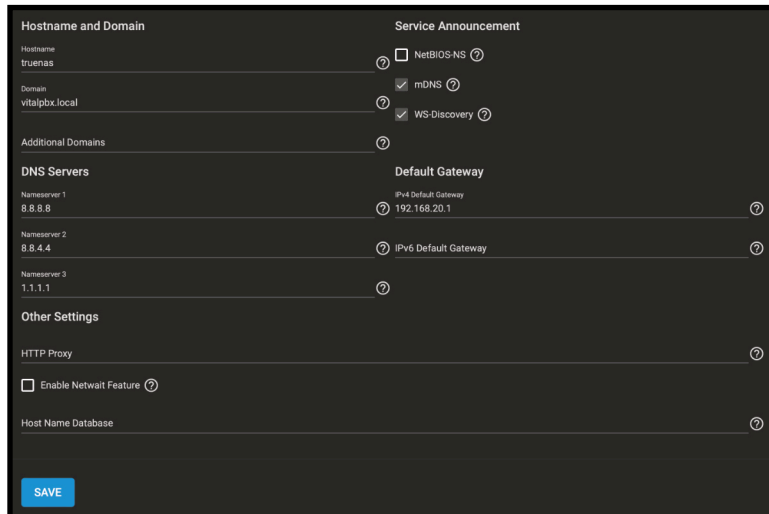 Hostname and Domain
Hostname
truenas
Domain
vitalpbx.local
Additional Domains
Service Announcement
NetBIOS-NS
mDNS
WS-Discovery
DNS Servers
Nameserver 1
8.8.8.8
Nameserver 2
8.8.4.4
Nameserver 3
1.1.1.1
Default Gateway
IPv4 Default Gateway
192.168.20.1
IPv6 Default Gateway
Other Settings
HTTP Proxy
Enable Netwait Feature
Host Name Database
SAVE